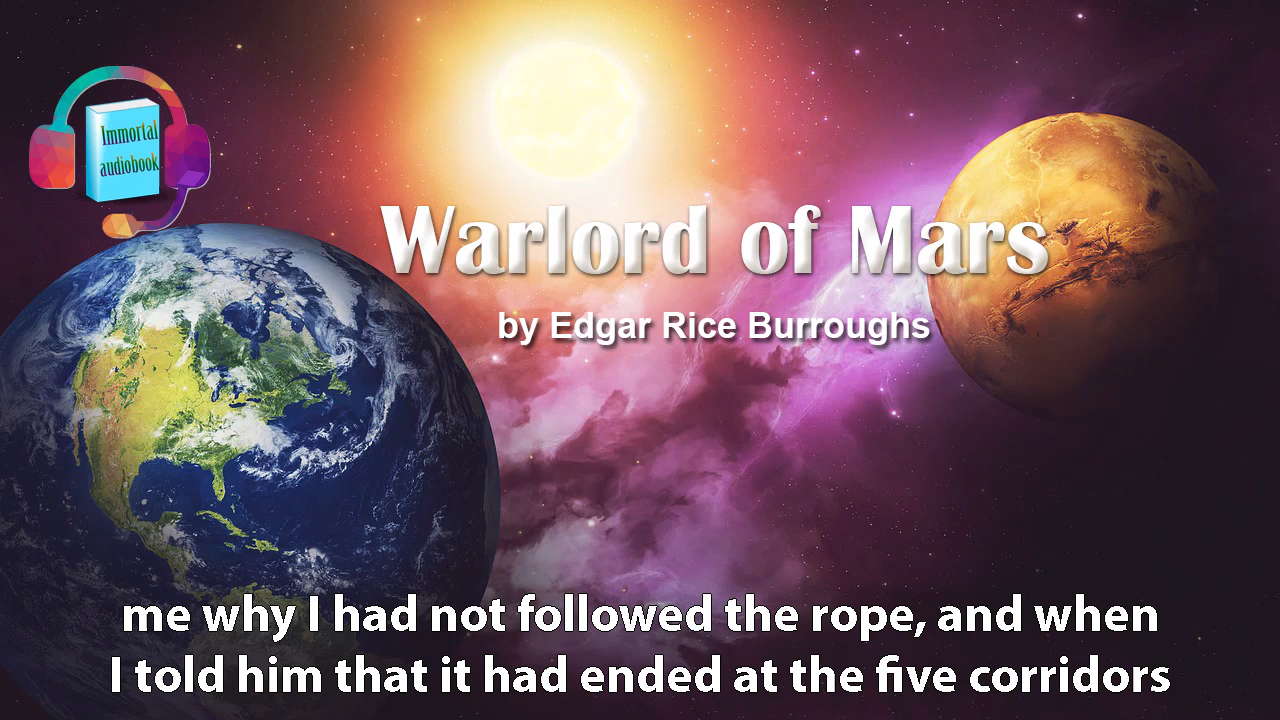 Immortal
audiobook
Warlord of Mars
by Edgar Rice Burroughs
me why I had not followed the rope, and when
I told him that it had ended at the five corridors